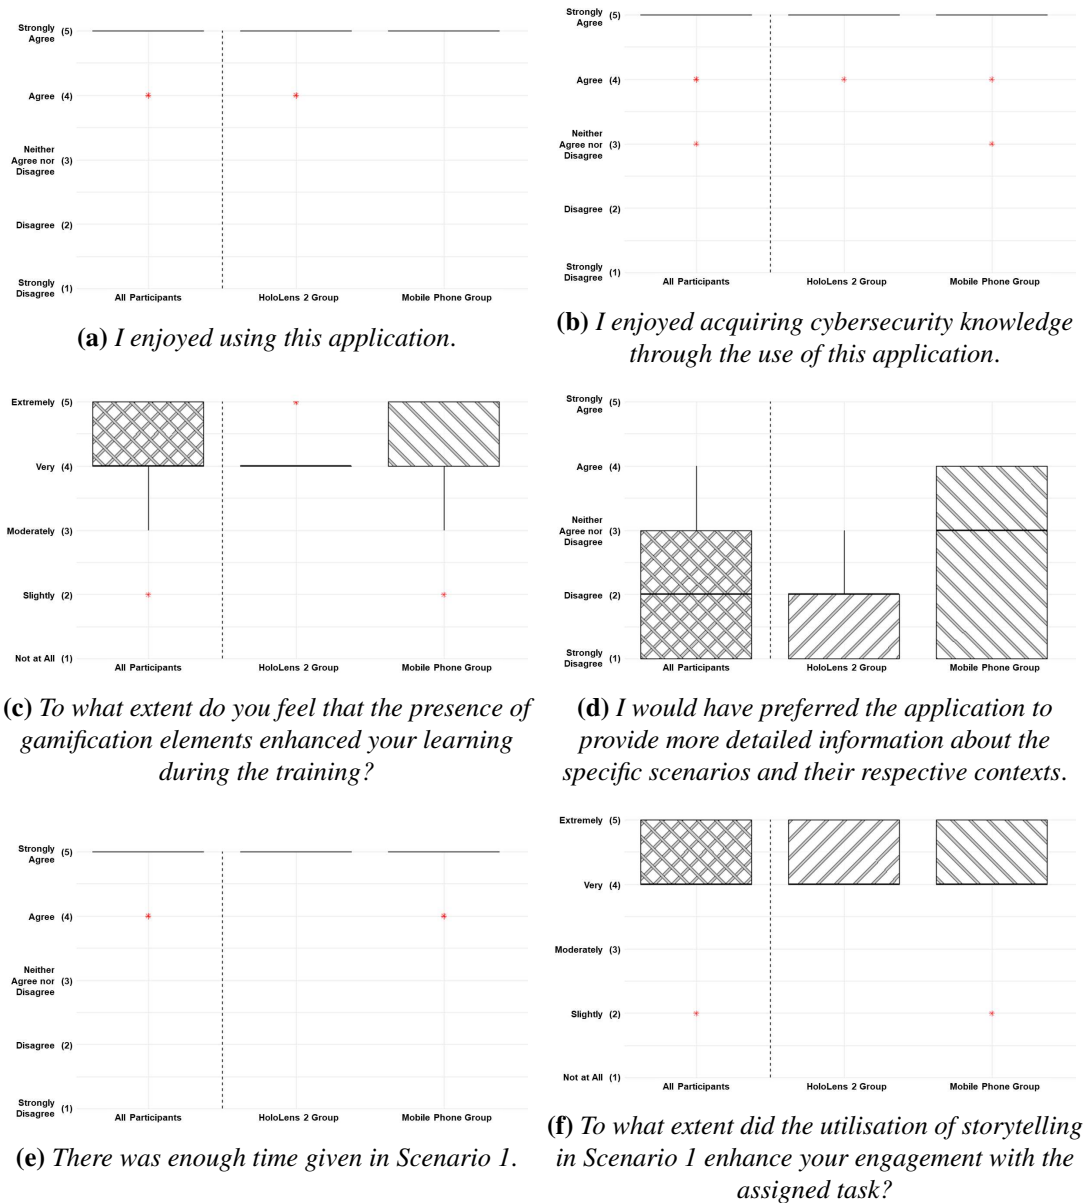 Strongly
Agree (5)
Agree (4)
Neither
Agree nor (3)
Disagree
Disagree (2)
Strongly
Disagree (1)
All Participants HoloLens 2 Group Mobile Phone Group
(a) I enjoyed using this application.
Strongly
Agree (5)
Agree (4)
Neither
Agree nor (3)
Disagree
Disagree (2)
Strongly
Disagree (1)
All Participants HoloLens 2 Group Mobile Phone Group
(b) I enjoyed acquiring cybersecurity knowledge
through the use of this application.
Extremely (5)
Very (4)
Moderately (3)
Slightly (2)
Not at All (1)
All Participants HoloLens 2 Group Mobile Phone Group
(c) To what extent do you feel that the presence of
gamification elements enhanced your learning
during the training?
Strongly
Agree (5)
Agree (4)
Neither
Agree nor (3)
Disagree
Disagree (2)
Strongly
Disagree (1)
All Participants HoloLens 2 Group Mobile Phone Group
(d) I would have preferred the application to
provide more detailed information about the
specific scenarios and their respective contexts.
Strongly
Agree (5)
Agree (4)
Neither
Agree nor (3)
Disagree
Disagree (2)
Strongly
Disagree (1)
All Participants HoloLens 2 Group Mobile Phone Group
(e) There was enough time given in Scenario 1.
Extremely (5)
Very (4)
Moderately (3)
Slightly (2)
Not at All (1)
All Participants HoloLens 2 Group Mobile Phone Group
(f) To what extent did the utilisation of storytelling
in Scenario 1 enhance your engagement with the
assigned task?